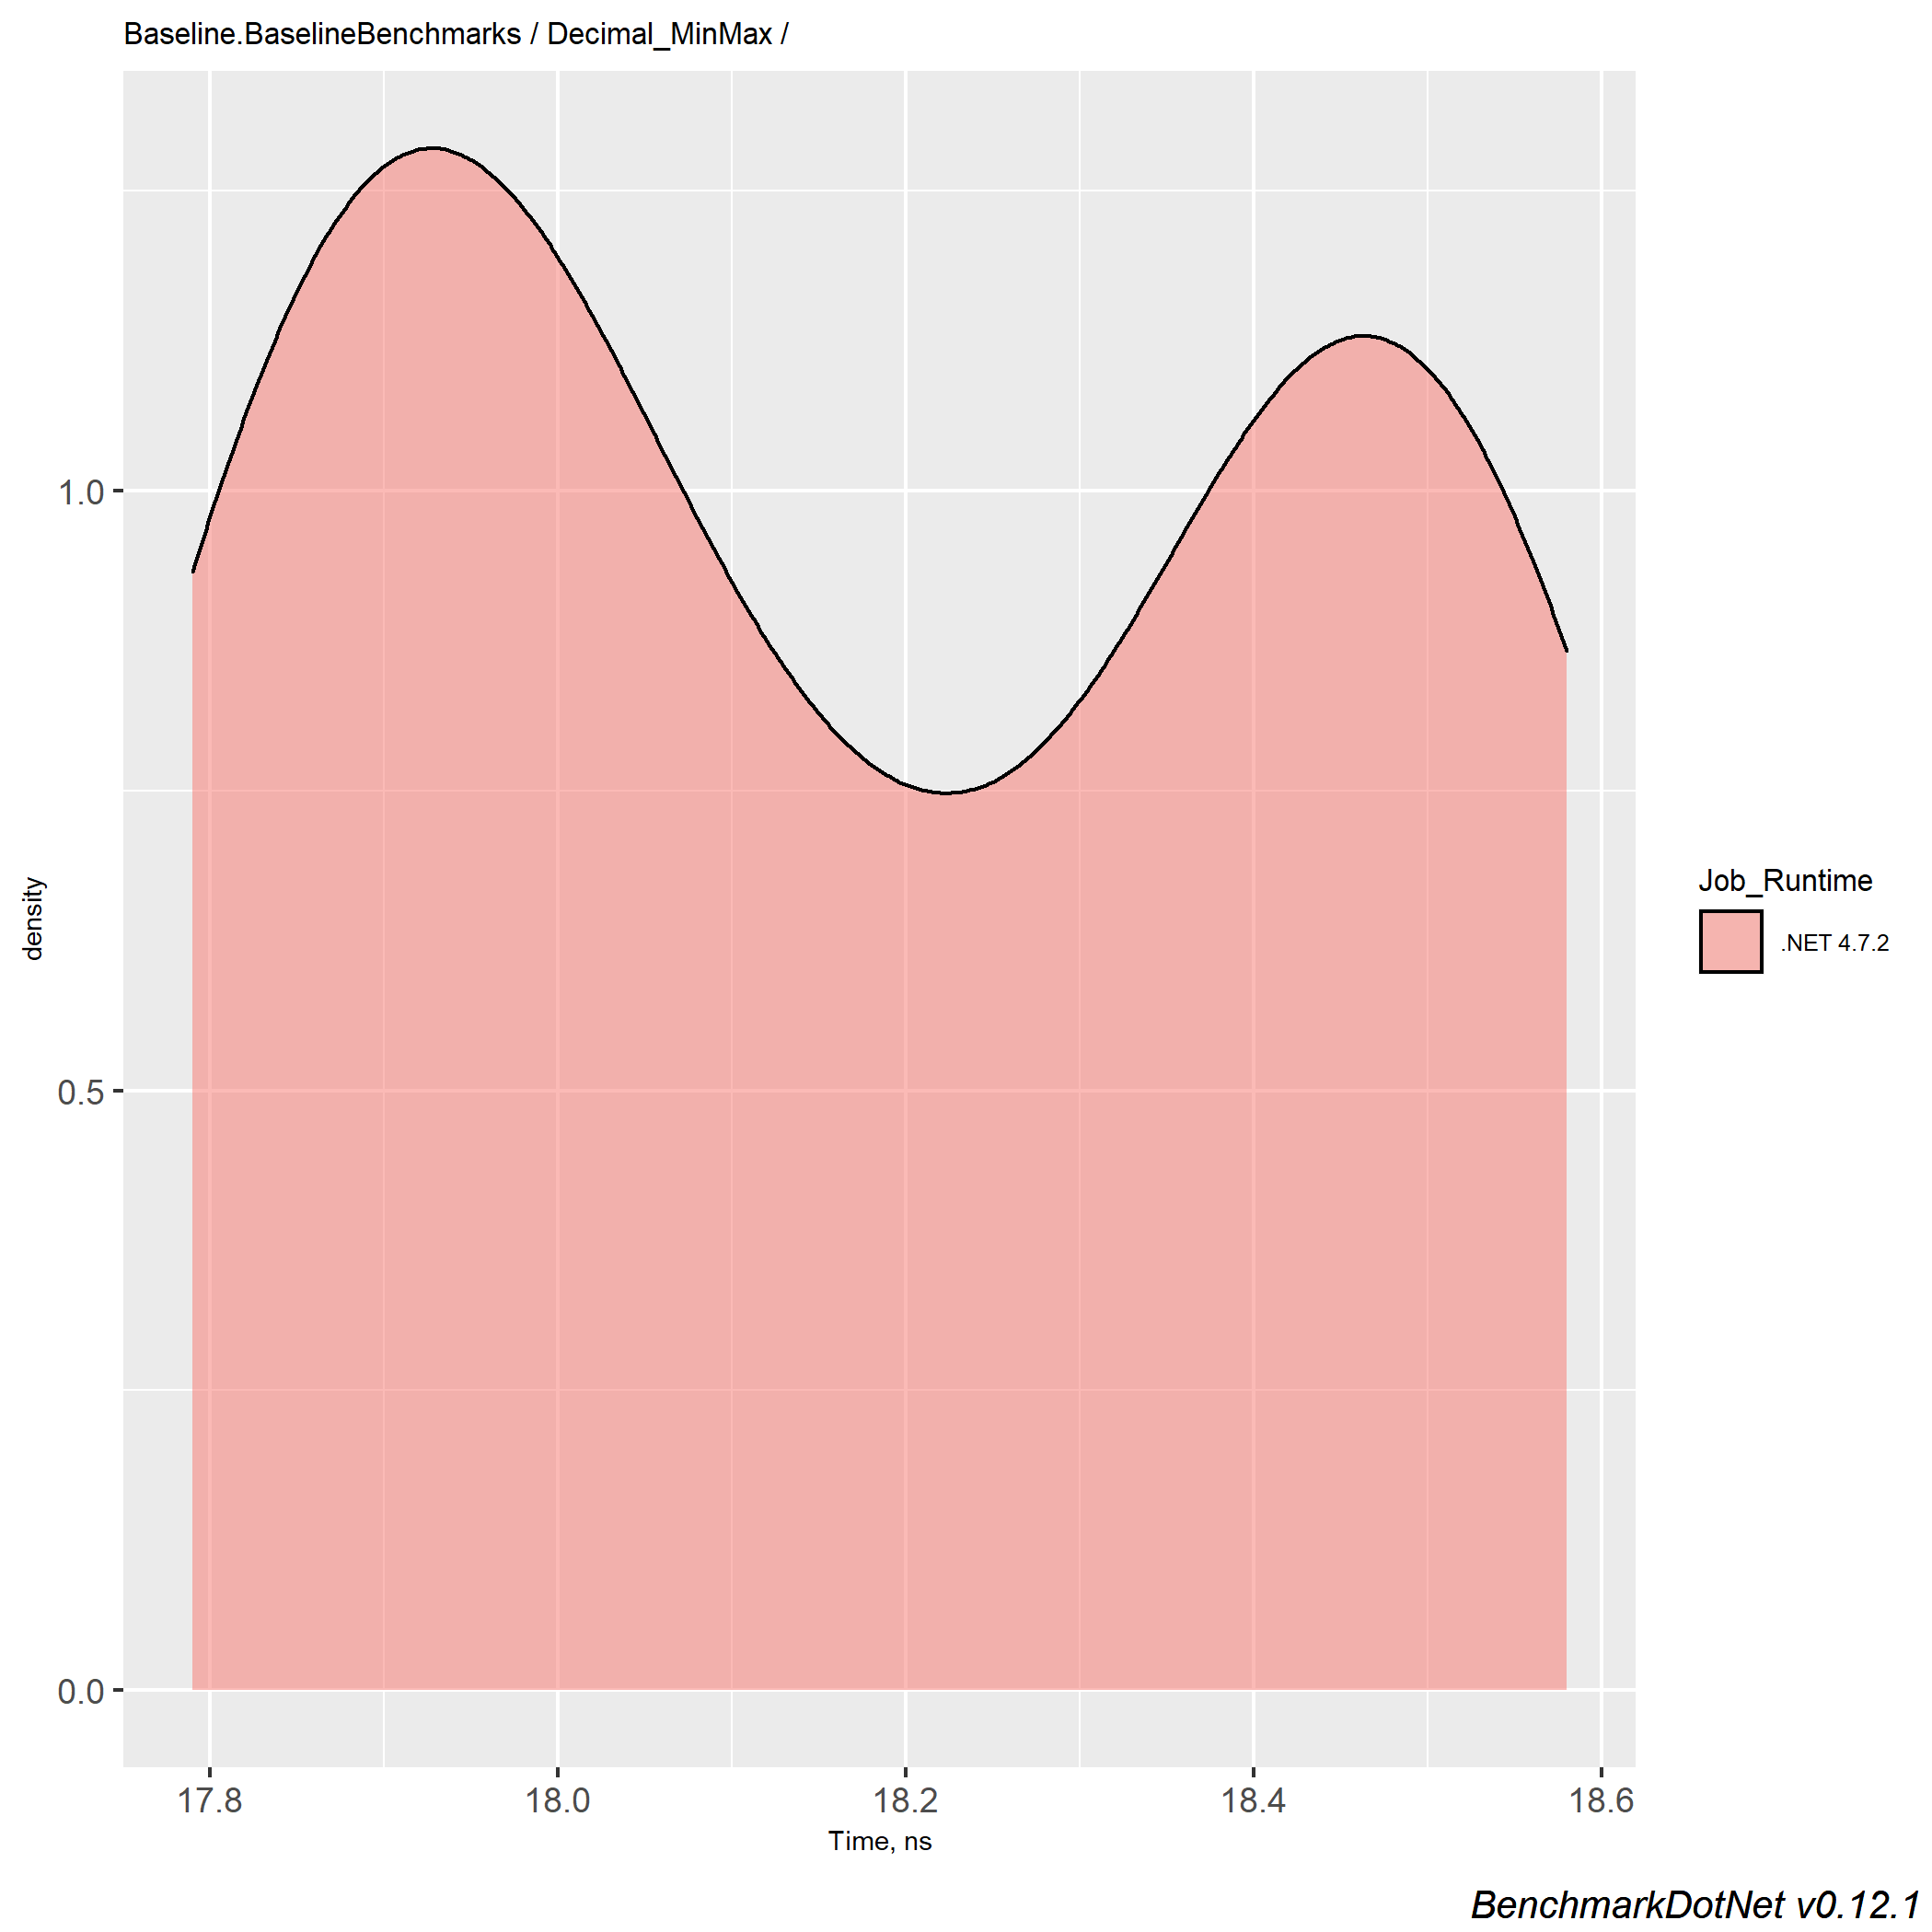 Baseline.BaselineBenchmarks / Decimal_MinMax /
1.0
0.5
0.0
density
17.8 18.0 18.2 18.4 18.6
Time, ns
Job_Runtime
.NET 4.7.2
BenchmarkDotNet v0.12.1